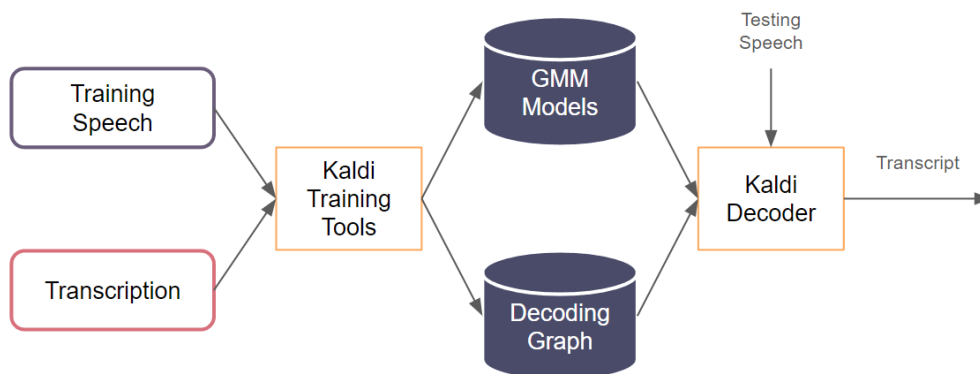 Training
Speech
Transcription
Kaldi
Training
Tools
GMM
Models
Decoding
Graph
Testing
Speech
Kaldi
Decoder
Transcript